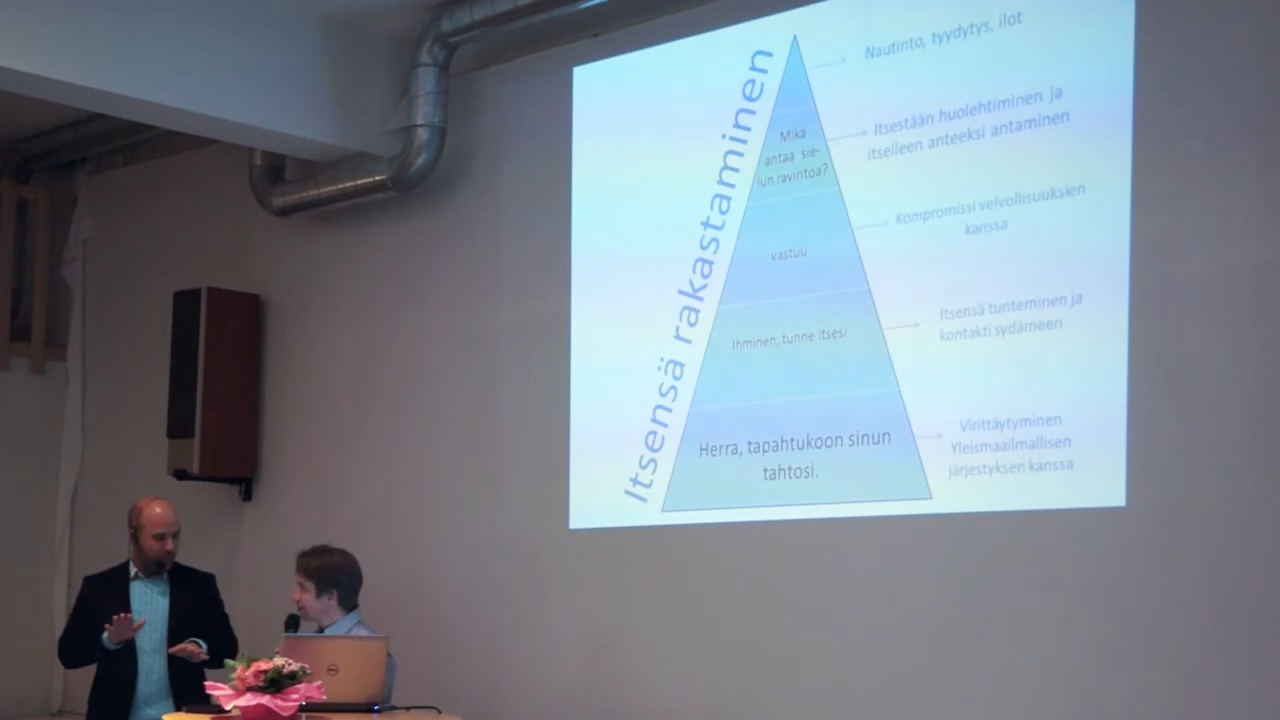 Itsensä rakastaminen
Nautinto, tyydytys, ilot
Mikä
antaa sie-
lun ravintoa?
Itsestään huolehtiminen ja
itselleen anteeksi antaminen
vastuu
Kompromissi velvollisuuksien
kanssa
Ihminen, tunne itsesi
Itsensä tunteminen ja
kontakti sydämeen
Herra, tapahtukoon sinun
tahtosi.
Virittäytyminen
Yleismaailmallisen
järjestyksen kanssa
DELL